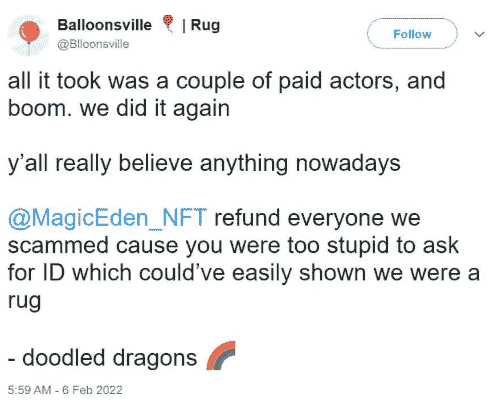 Balloonsville 🎈 | Rug
@Blloonsville
Follow
all it took was a couple of paid actors, and
boom. we did it again
y'all really believe anything nowadays
@MagicEden_NFT refund everyone we
scammed cause you were too stupid to ask
for ID which could've easily shown we were a
rug
- doodled dragons 🌈
5:59 AM - 6 Feb 2022